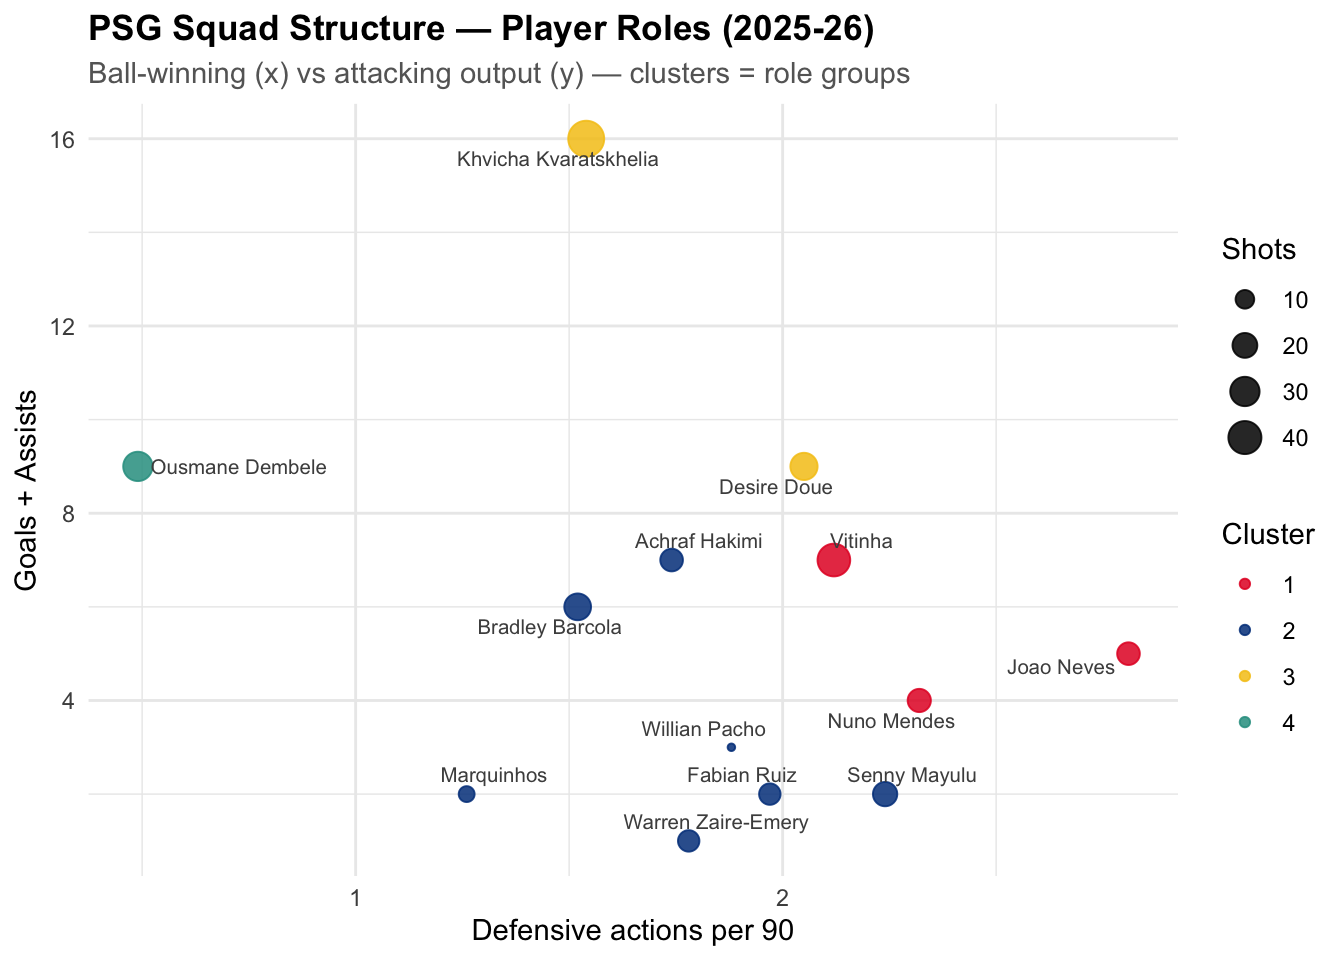 PSG Squad Structure — Player Roles (2025-26)
Ball-winning (x) vs attacking output (y) — clusters = role groups
Goals + Assists
16
12
8
4
Khvicha Kvaratskhelia
Ousmane Dembele
Desire Doue
Achraf Hakimi
Vitinha
Bradley Barcola
Joao Neves
Nuno Mendes
Willian Pacho
Marquinhos
Fabian Ruiz
Senny Mayulu
Warren Zaire-Emery
1
2
Defensive actions per 90
Shots
10
20
30
40
Cluster
1
2
3
4